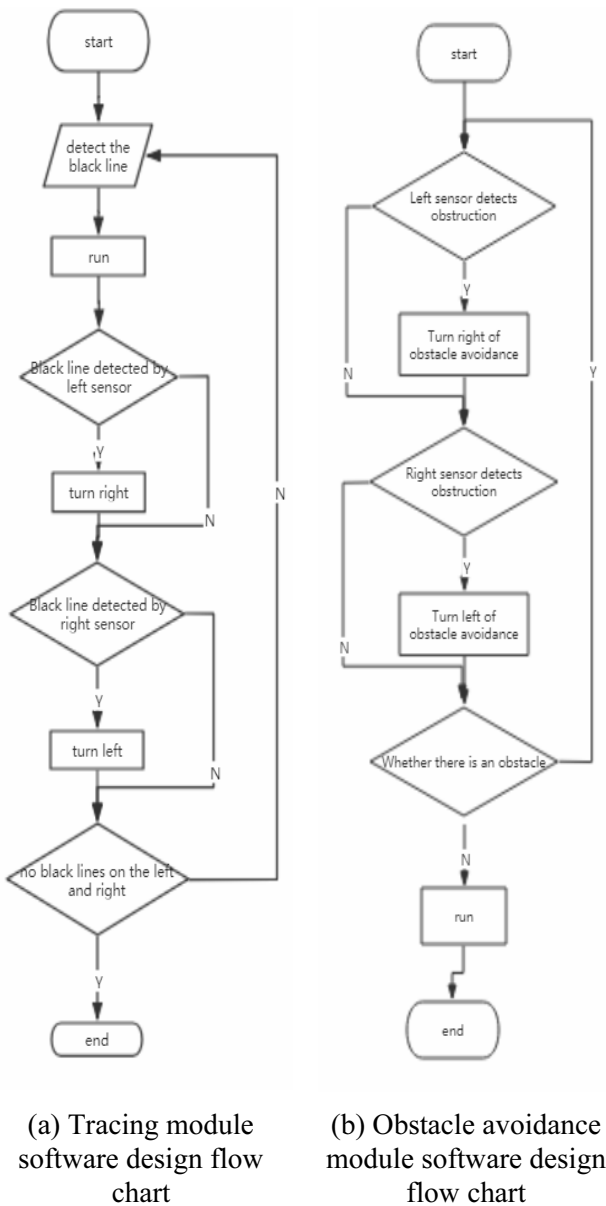 start
detect the
black line
run
Black line detected by
left sensor
Y
turn right
N
N
Black line detected by
right sensor
Y
turn left
N
no black lines on the left
and right
Y
end
(a) Tracing module
software design flow
chart
start
Left sensor detects
obstruction
Y
Turn right of
obstacle avoidance
N
Y
Right sensor detects
obstruction
Y
Turn left of
obstacle avoidance
N
Whether there is an obstacle
N
run
end
(b) Obstacle avoidance
module software design
flow chart